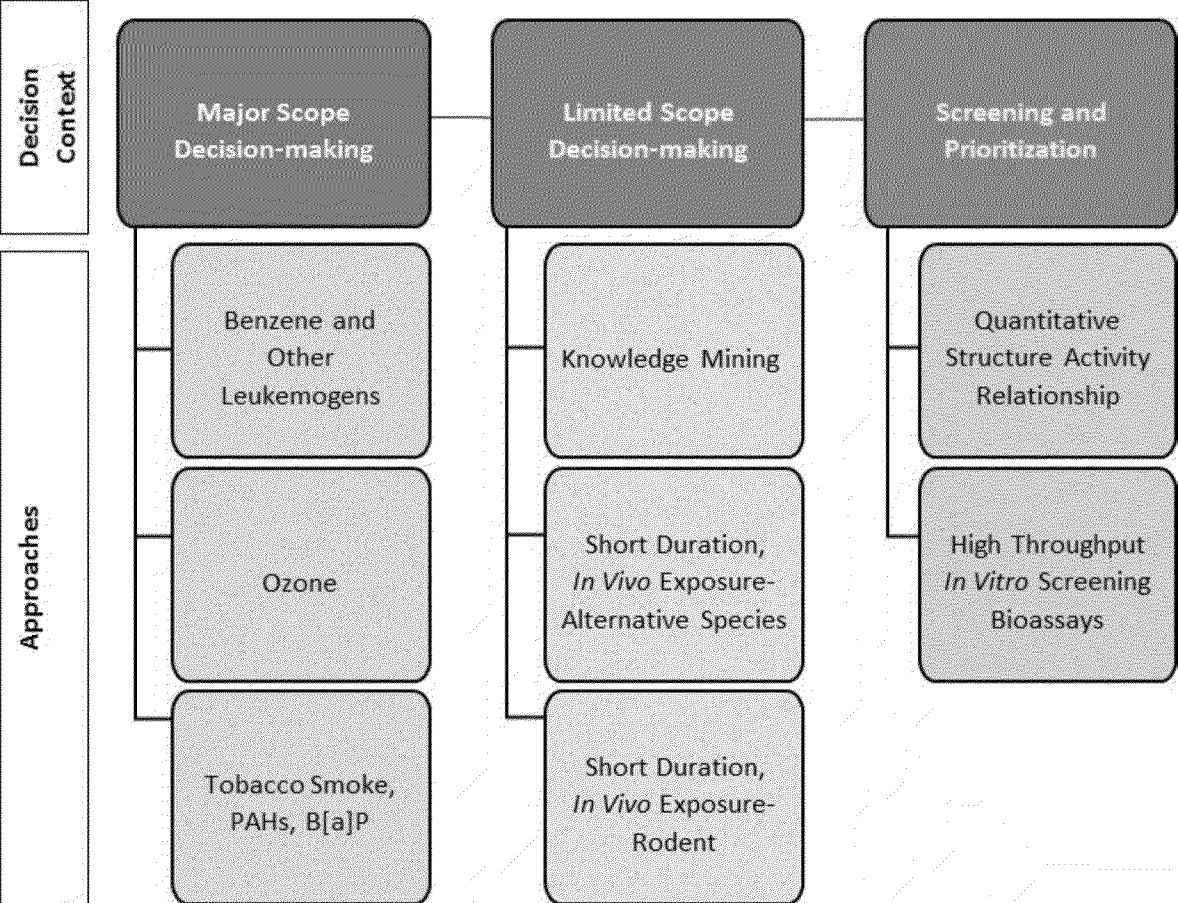 Decision
Context
Major Scope
Decision-making
Limited Scope
Decision-making
Screening and
Prioritization
Approaches
Benzene and
Other
Leukemogens
Ozone
Tobacco Smoke,
PAHs, B[a]P
Knowledge Mining
Short Duration,
In Vivo Exposure-
Alternative Species
Short Duration,
In Vivo Exposure-
Rodent
Quantitative
Structure Activity
Relationship
High Throughput
In Vitro Screening
Bioassays